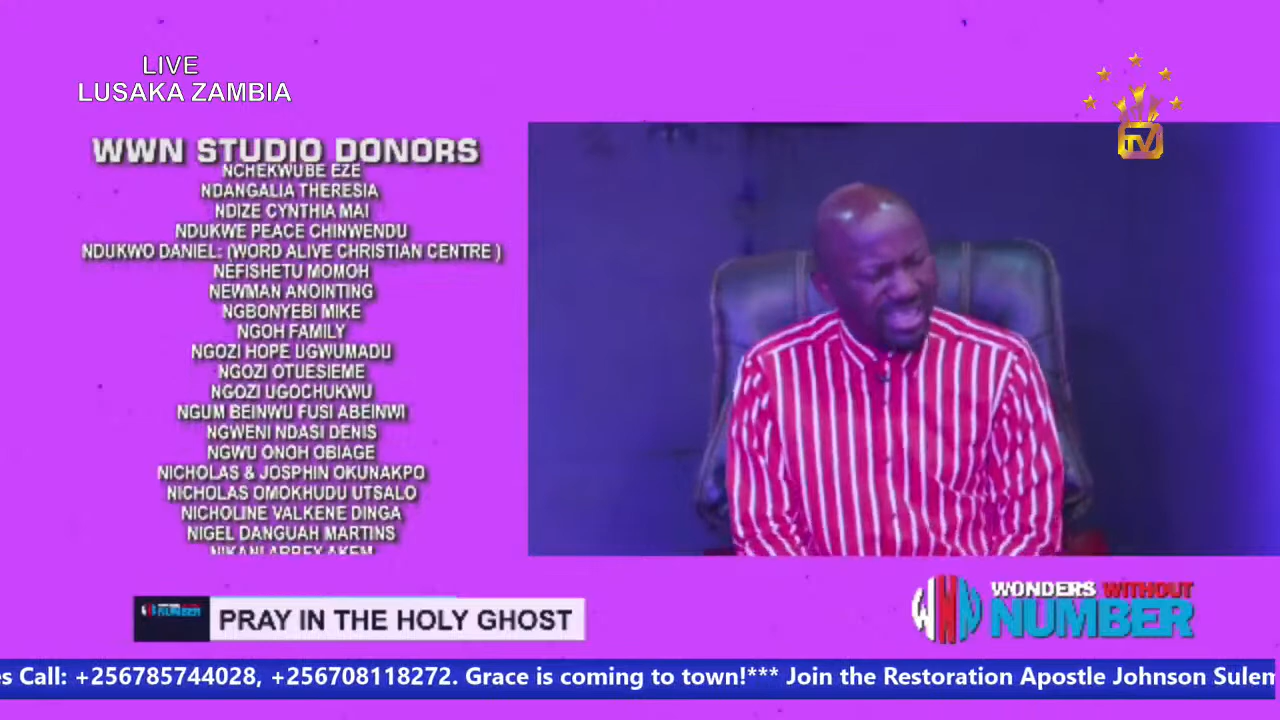 LIVE
LUSAKA ZAMBIA
TV
WWN STUDIO DONORS
NCHEKWUBE EZE
NDANGALIA THERESIA
NDIZE CYNTHIA MAI
NDUKWE PEACE CHINWENDU
NDUKWO DANIEL: (WORD ALIVE CHRISTIAN CENTRE )
NEFISHETU MOMOH
NEWMAN ANOINTING
NGBONYEBI MIKE
NGOH FAMILY
NGOZI HOPE UGWUMADU
NGOZI OTUESIEME
NGOZI UGOCHUKWU
NGUM BEINWU FUSI ABEINWI
NGWENI NDASI DENIS
NGWU ONOH OBIAGE
NICHOLAS & JOSPHIN OKUNAKPO
NICHOLAS OMOKHUDU UTSALO
NICHOLINE VALKENE DINGA
NIGEL DANGUAH MARTINS
NUMBER
PRAY IN THE HOLY GHOST
WWN
WONDERS WITHOUT
NUMBER
es Call: +256785744028, +256708118272. Grace is coming to town!*** Join the Restoration Apostle Johnson Sulem